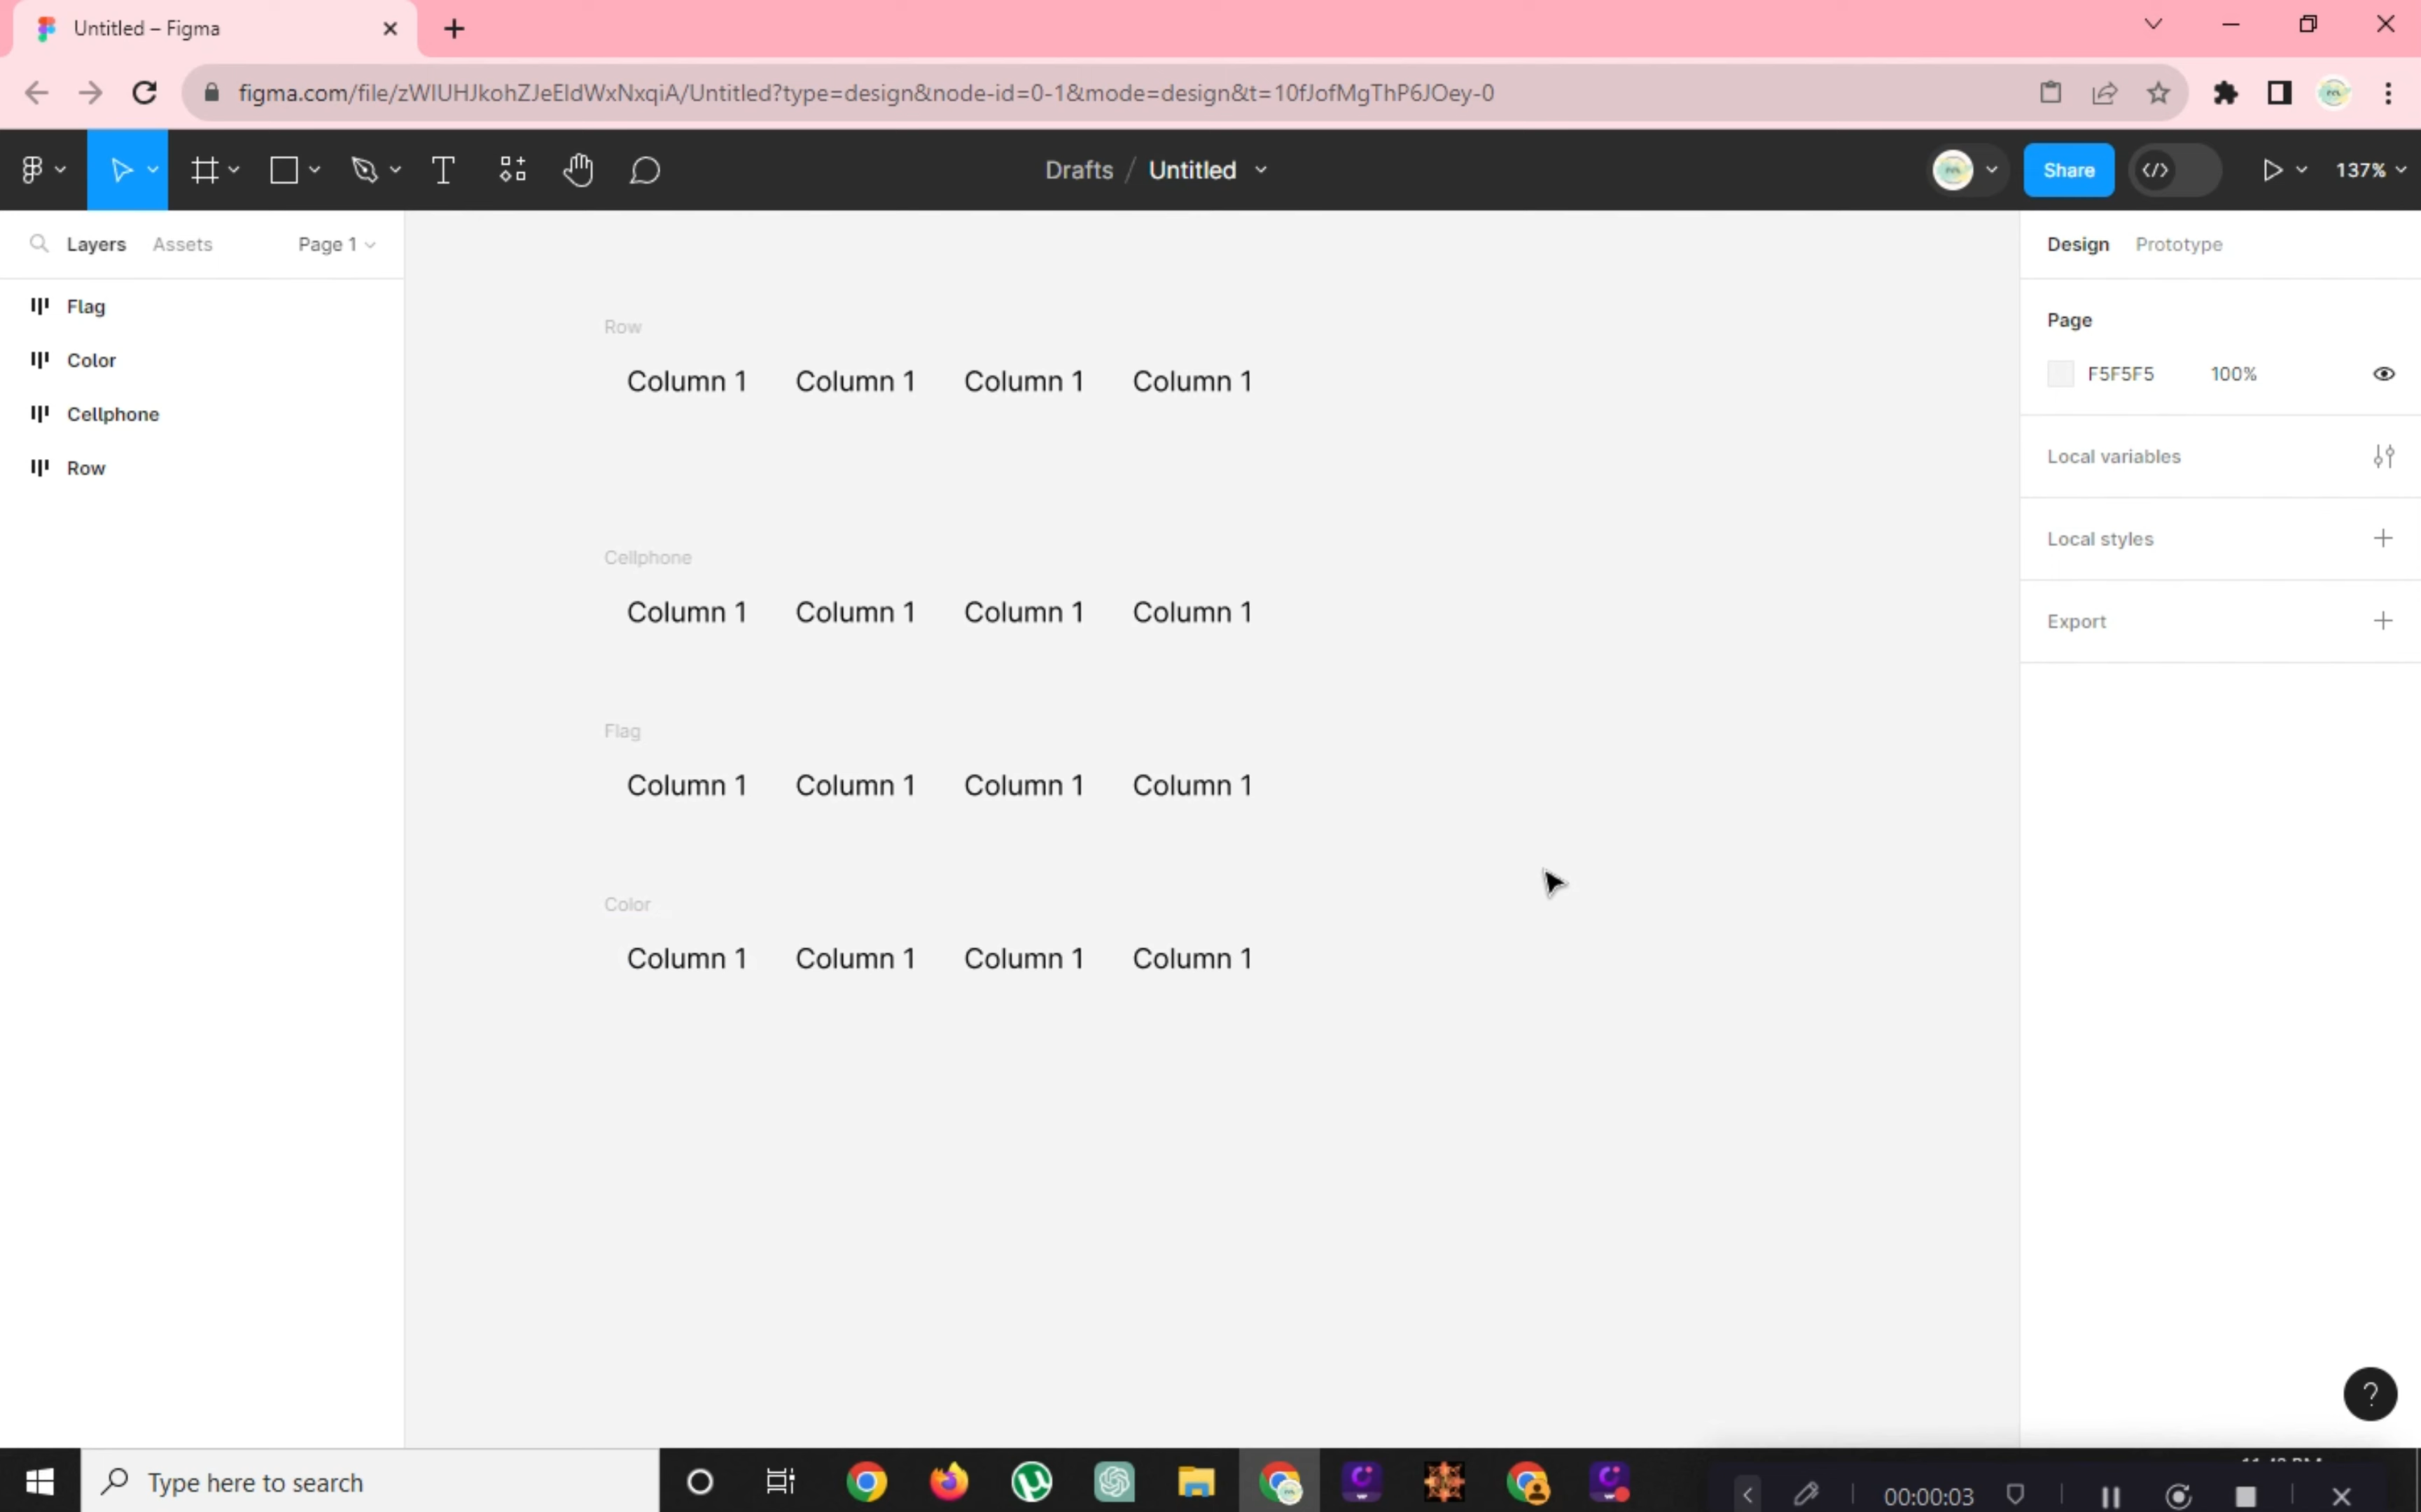 Untitled – Figma
figma.com/file/zWlUHJkohZJeEldWxNxqiA/Untitled?type=design&node-id=0-1&mode=design&t=10fJofMgThP6JOey-0
Drafts / Untitled
Share
137%
Layers Assets Page 1
Flag
Color
Cellphone
Row
Row
Column 1 Column 1 Column 1 Column 1
Cellphone
Column 1 Column 1 Column 1 Column 1
Flag
Column 1 Column 1 Column 1 Column 1
Color
Column 1 Column 1 Column 1 Column 1
Design Prototype
Page
F5F5F5 100%
Local variables
Local styles
Export
?
Type here to search
00:00:03